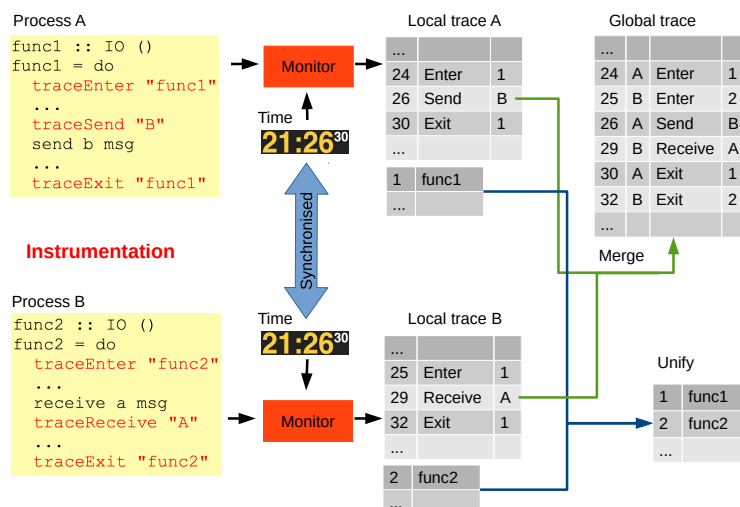 Process A
func1 :: IO ()
func1 = do
traceEnter "func1"
...
traceSend "B"
send b msg
...
traceExit "func1"
Monitor
Time
21:26 30
Local trace A
...
24 Enter 1
26 Send B
30 Exit 1
...
1 func1
...
Global trace
...
24 A Enter 1
25 B Enter 2
26 A Send B
29 B Receive A
30 A Exit 1
32 B Exit 2
...
Instrumentation
Synchronised
Merge
Process B
func2 :: IO ()
func2 = do
traceEnter "func2"
...
receive a msg
traceReceive "A"
...
traceExit "func2"
Time
21:26 30
Monitor
Local trace B
...
25 Enter 1
29 Receive A
32 Exit 1
...
2 func2
...
Unify
1 func1
2 func2
...